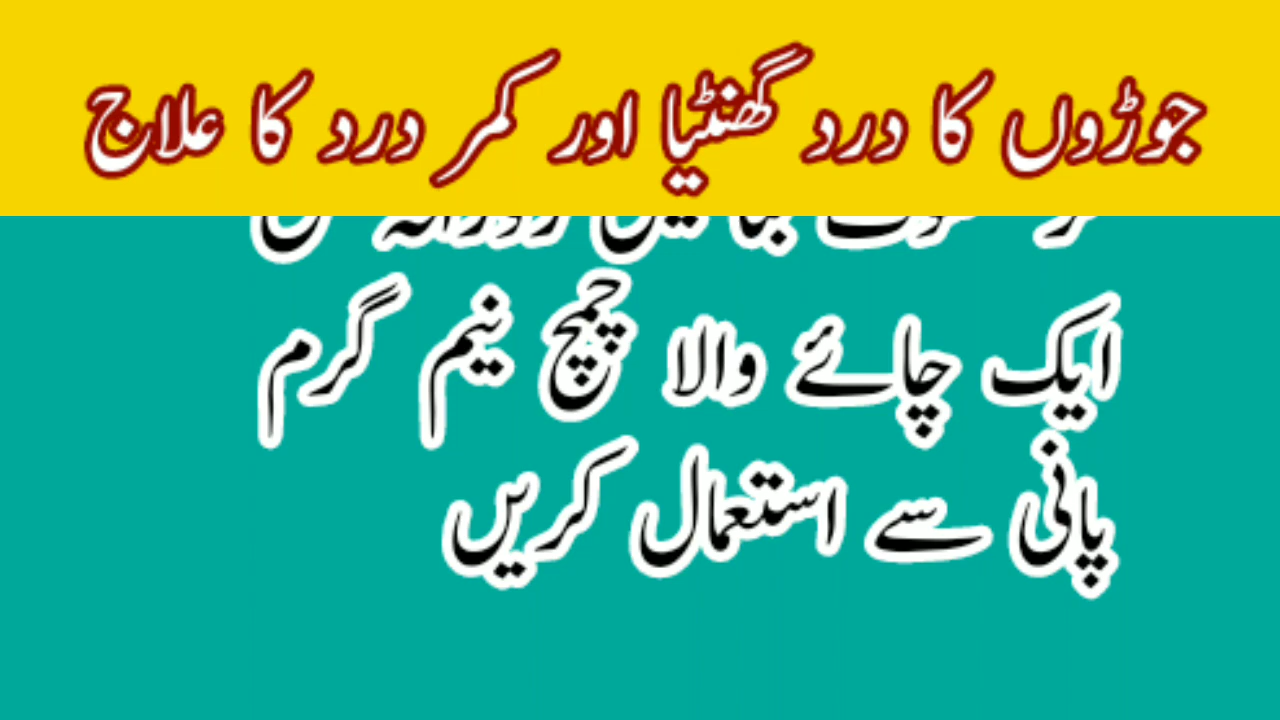 جوڑوں کا درد گھنٹیا اور کمر درد کا علاج
ایک چائے والا چمچ نیم گرم
پانی سے استعمال کریں